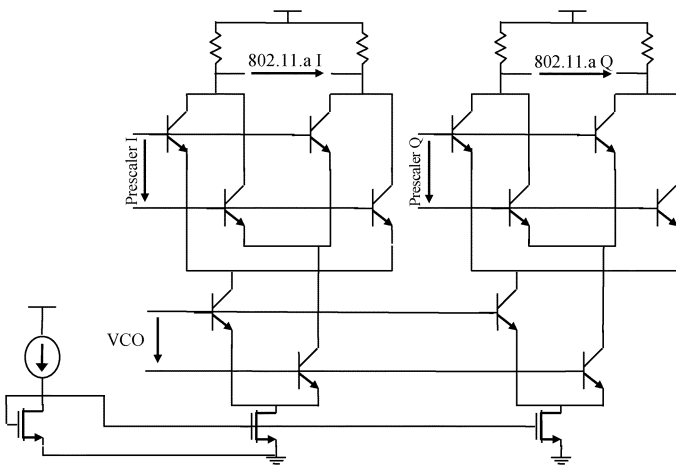 802.11.a I
802.11.a Q
Prescaler I
Prescaler Q
VCO